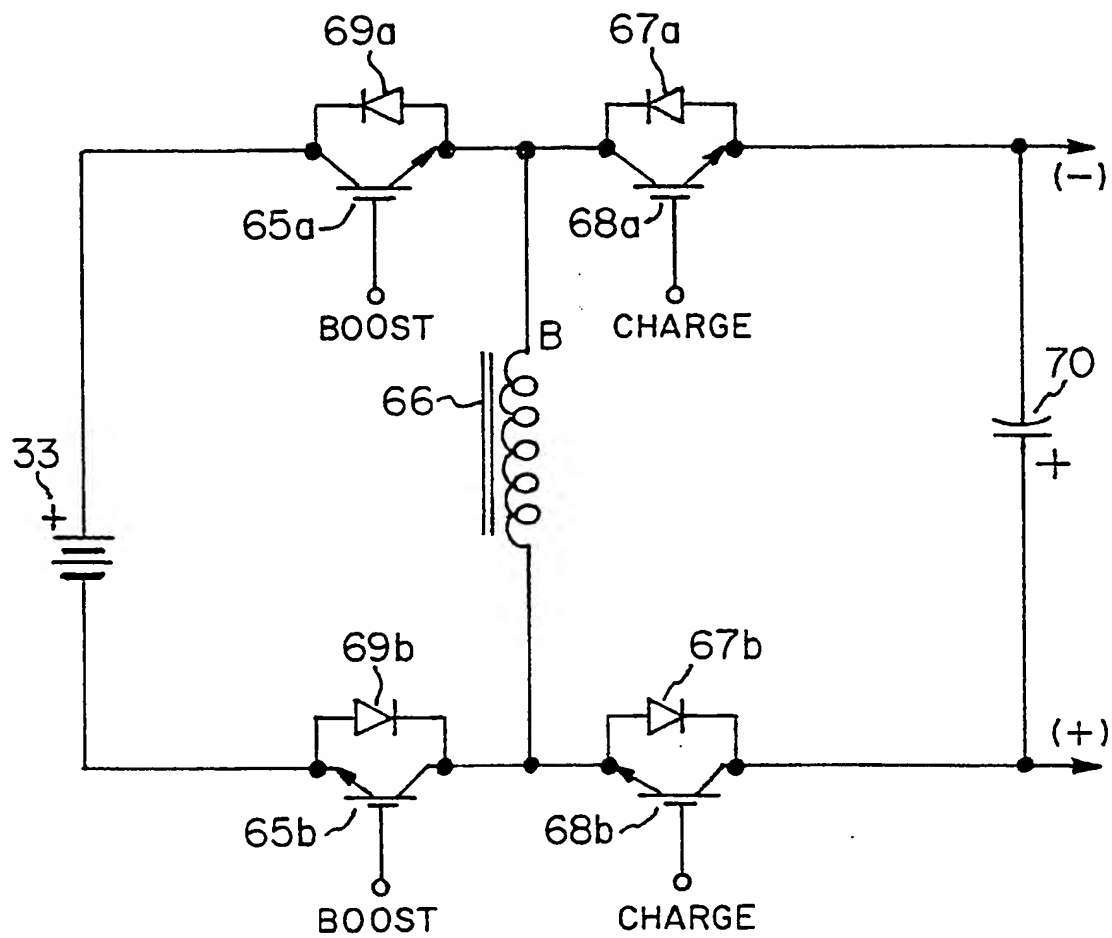 69a
67a
(-)
65a
68a
BOOST
CHARGE
B
66
70
33
+
+
69b
67b
(+)
65b
68b
BOOST
CHARGE